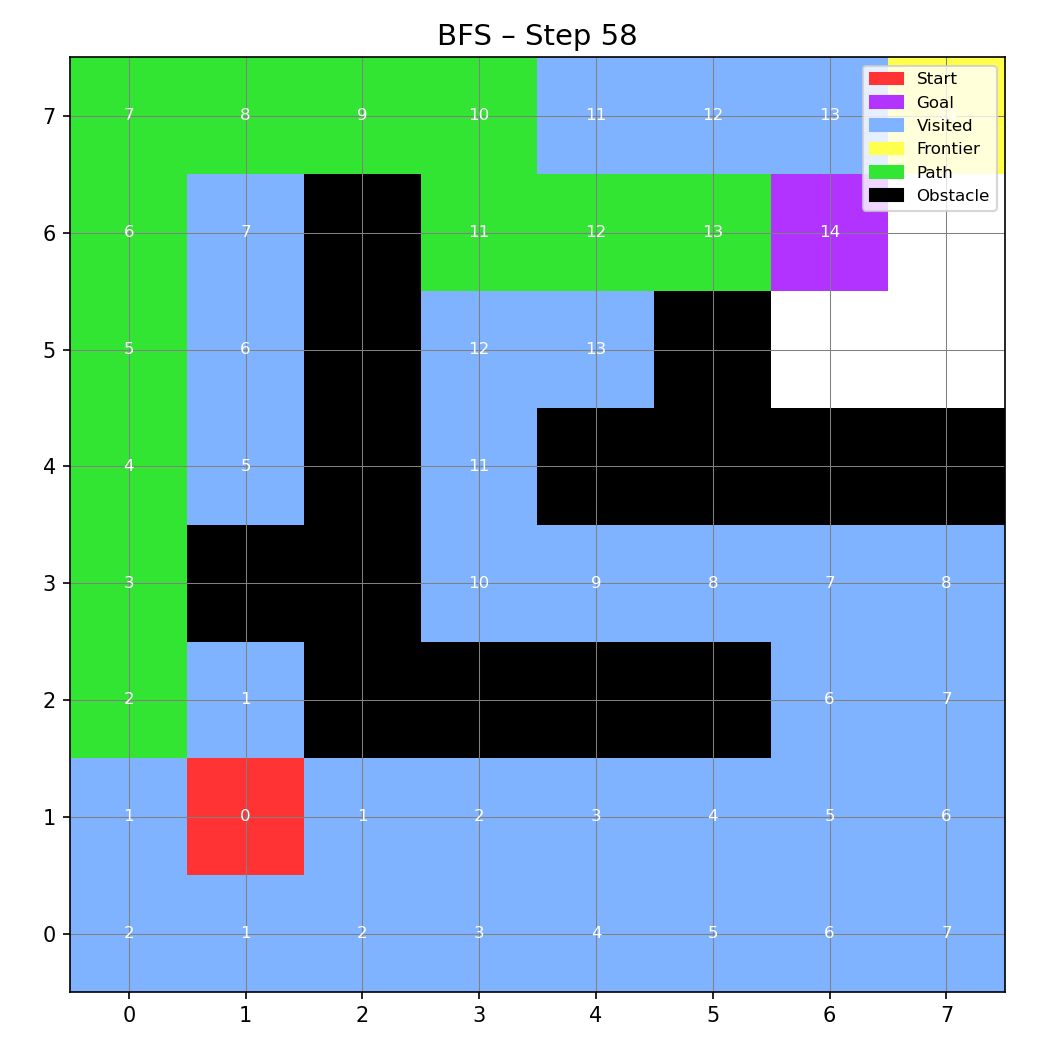 BFS – Step 58
Start
Goal
Visited
Frontier
Path
Obstacle
7 7 8 9 10 11 12 13
6 6 7 11 12 13 14
5 5 6 12 13
4 4 5 11
3 3 10 9 8 7 8
2 2 1 6 7
1 1 0 1 2 3 4 5 6
0 2 1 2 3 4 5 6 7
0 1 2 3 4 5 6 7